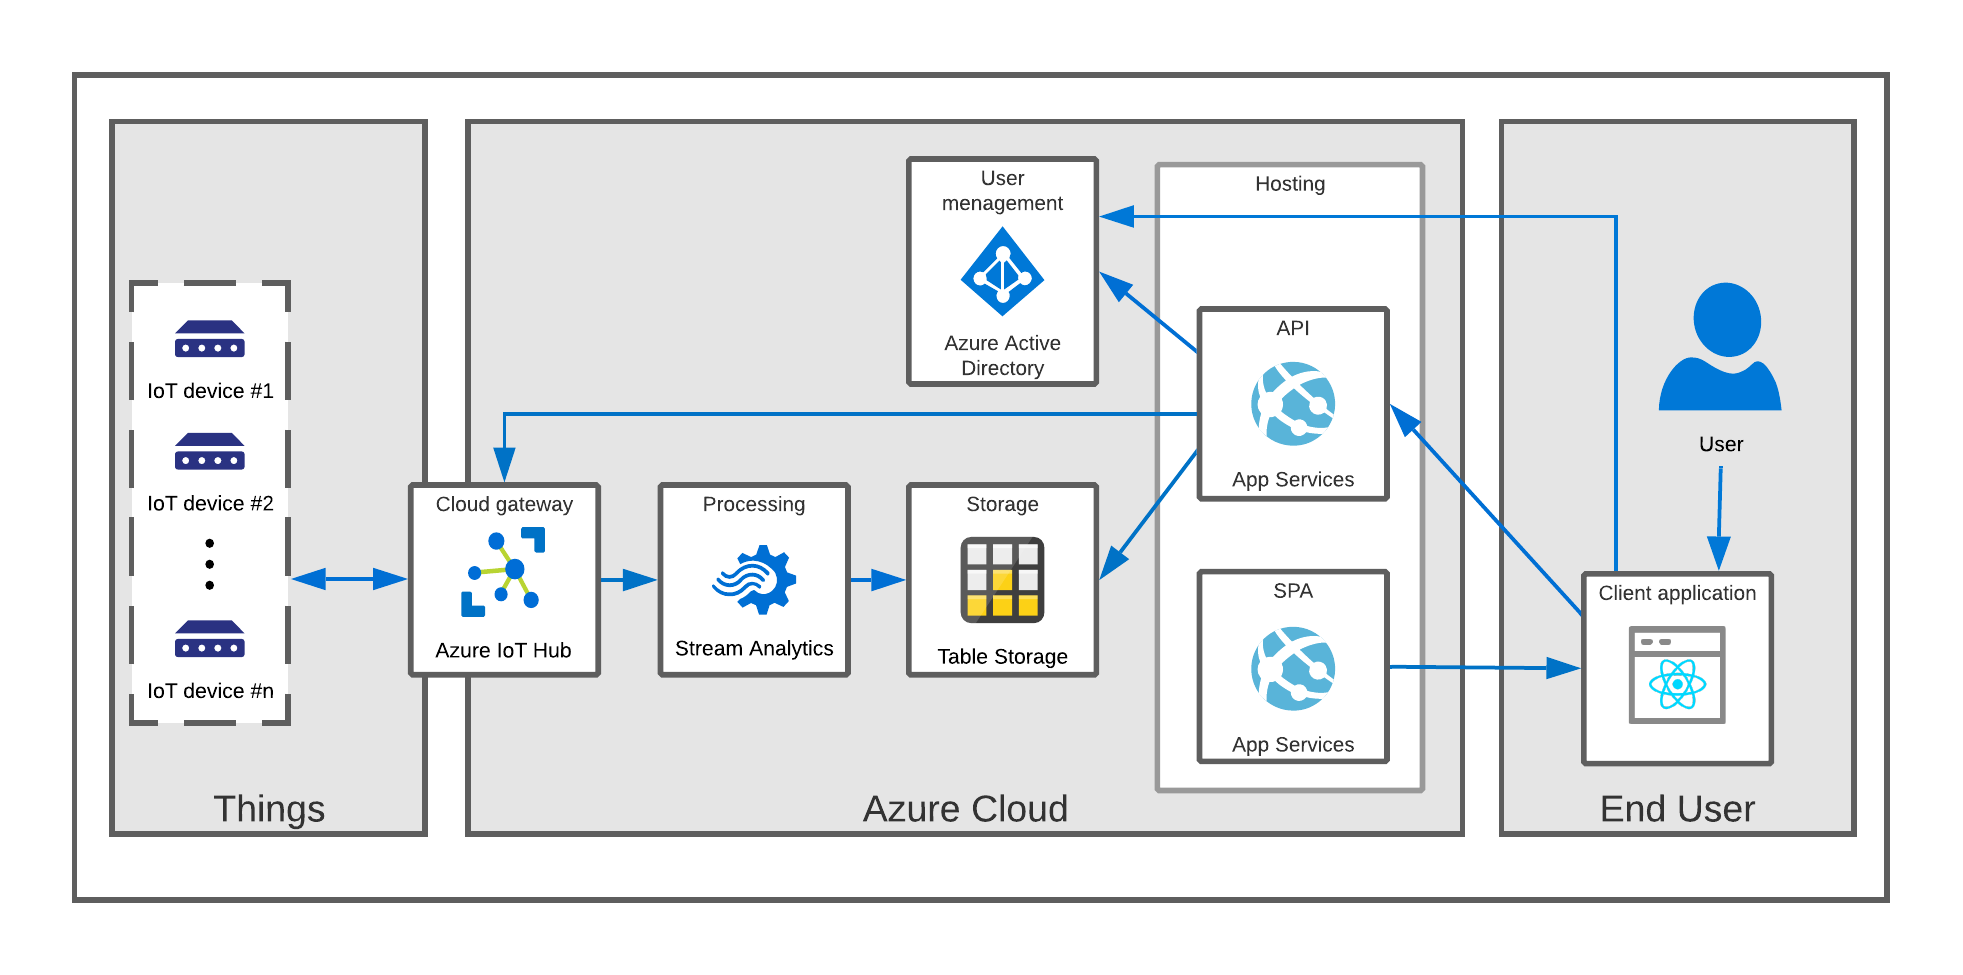 IoT device #1
IoT device #2
IoT device #n
Things
Cloud gateway
Azure IoT Hub
Processing
Stream Analytics
Storage
Table Storage
User
menagement
Azure Active
Directory
Hosting
API
App Services
SPA
App Services
Azure Cloud
User
Client application
End User